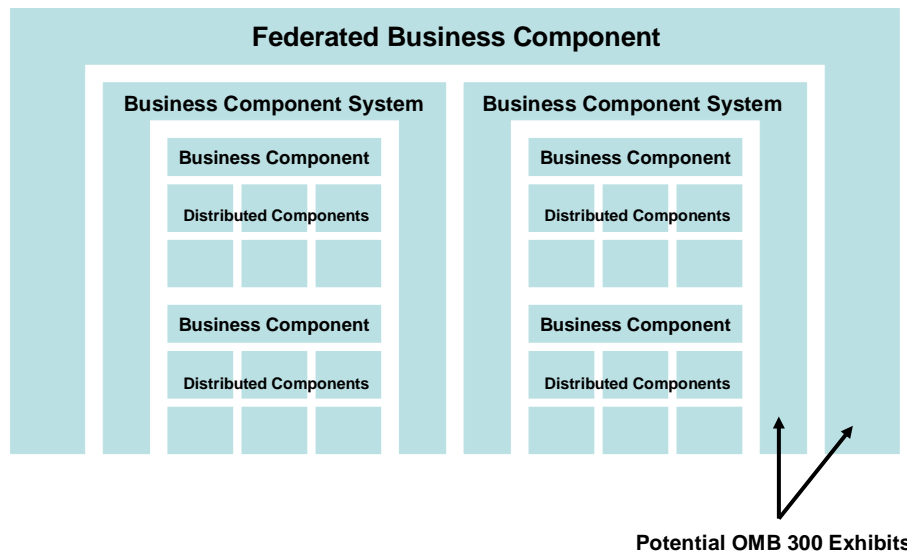 Federated Business Component
Business Component System
Business Component System
Business Component
Business Component
Distributed Components
Distributed Components
Business Component
Business Component
Distributed Components
Distributed Components
Potential OMB 300 Exhibits